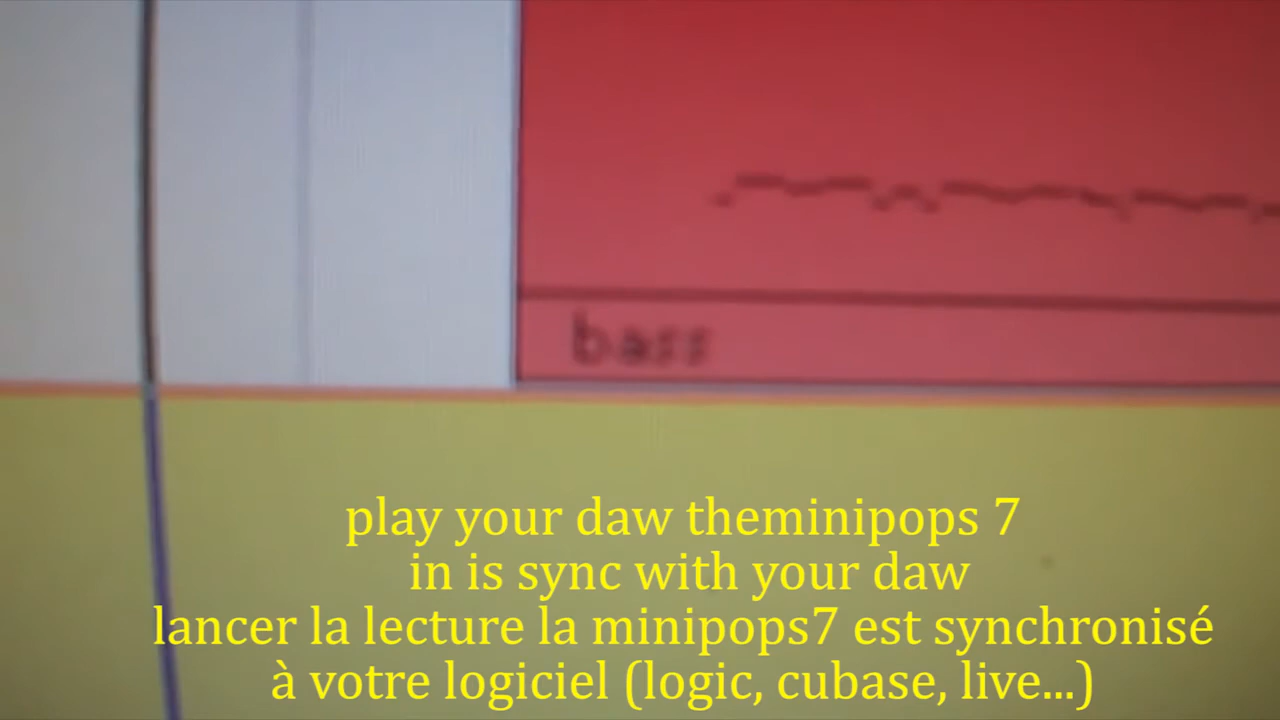 bass
play your daw theminipops 7
in is sync with your daw
lancer la lecture la minipops7 est synchronisé
à votre logiciel (logic, cubase, live...)